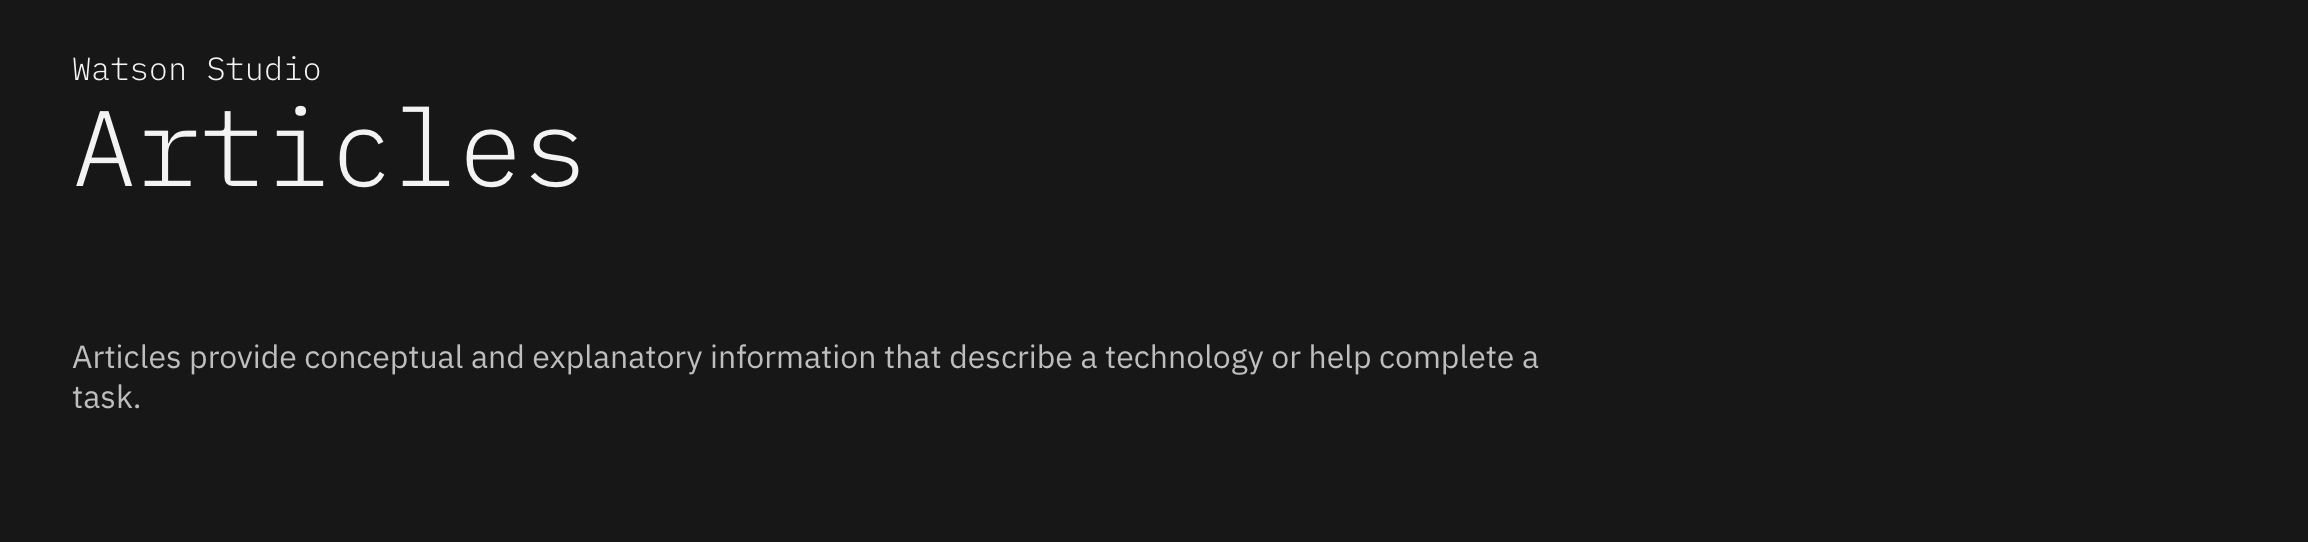 Watson Studio
Articles
Articles provide conceptual and explanatory information that describe a technology or help complete a
task.